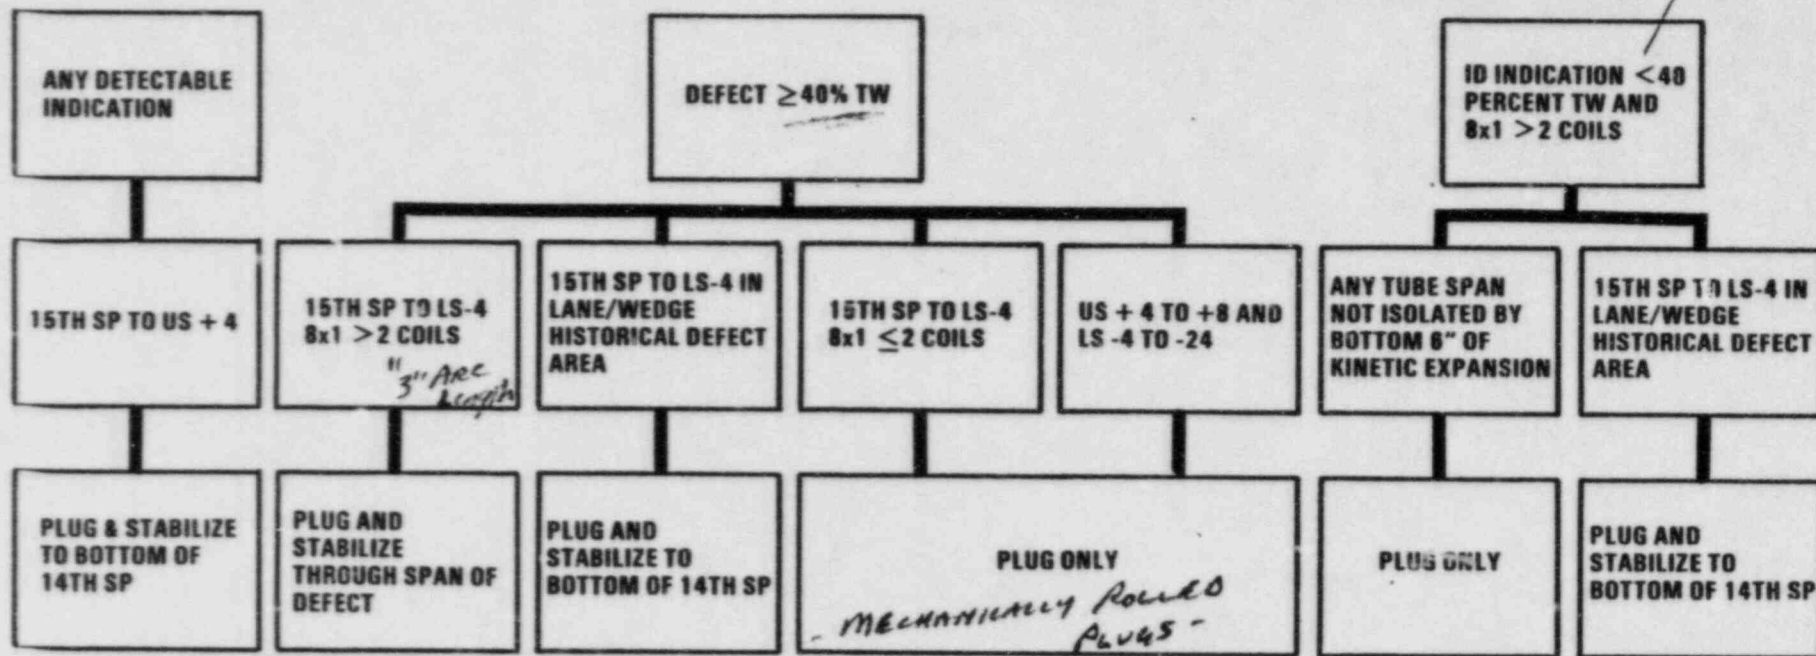 ANY DETECTABLE
INDICATION
DEFECT ≥40% TW
ID INDICATION <40
PERCENT TW AND
8x1 >2 COILS
15TH SP TO US + 4
15TH SP TO LS-4
8x1 >2 COILS
"3" ARC
Length
15TH SP TO LS-4 IN
LANE/WEDGE
HISTORICAL DEFECT
AREA
15TH SP TO LS-4
8x1 ≤2 COILS
US + 4 TO +8 AND
LS -4 TO -24
ANY TUBE SPAN
NOT ISOLATED BY
BOTTOM 6" OF
KINETIC EXPANSION
15TH SP TO LS-4 IN
LANE/WEDGE
HISTORICAL DEFECT
AREA
PLUG & STABILIZE
TO BOTTOM OF
14TH SP
PLUG AND
STABILIZE
THROUGH SPAN OF
DEFECT
PLUG AND
STABILIZE TO
BOTTOM OF 14TH SP
PLUG ONLY
- MECHANICALLY ROLLED
PLUGS -
PLUG ONLY
PLUG AND
STABILIZE TO
BOTTOM OF 14TH SP